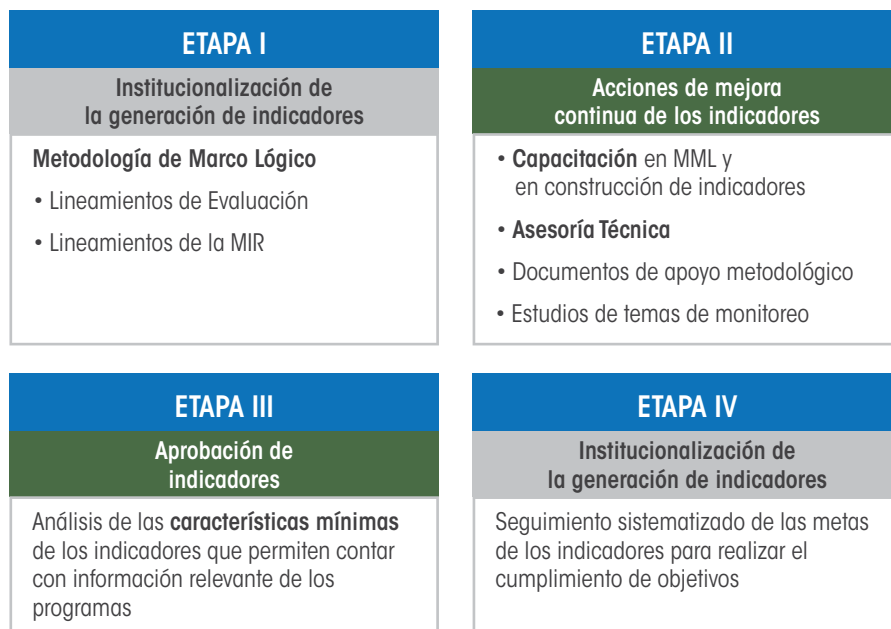 ETAPA I
Institucionalización de
la generación de indicadores
Metodología de Marco Lógico
• Lineamientos de Evaluación
• Lineamientos de la MIR
ETAPA II
Acciones de mejora
continua de los indicadores
• Capacitación en MML y
en construcción de indicadores
• Asesoría Técnica
• Documentos de apoyo metodológico
• Estudios de temas de monitoreo
ETAPA III
Aprobación de
indicadores
Análisis de las características mínimas
de los indicadores que permiten contar
con información relevante de los
programas
ETAPA IV
Institucionalización de
la generación de indicadores
Seguimiento sistematizado de las metas
de los indicadores para realizar el
cumplimiento de objetivos